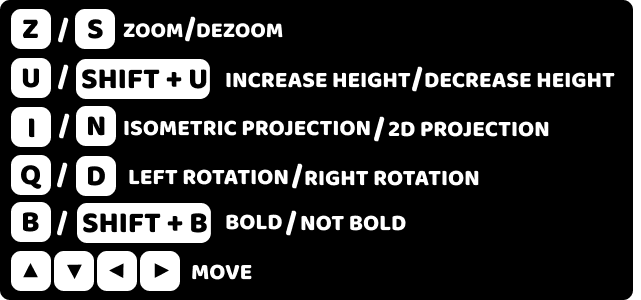 Z / S ZOOM/DEZOOM
U / SHIFT + U INCREASE HEIGHT/DECREASE HEIGHT
I / N ISOMETRIC PROJECTION/2D PROJECTION
Q / D LEFT ROTATION/RIGHT ROTATION
B / SHIFT + B BOLD/NOT BOLD
▲ ▼ ◄ ► MOVE